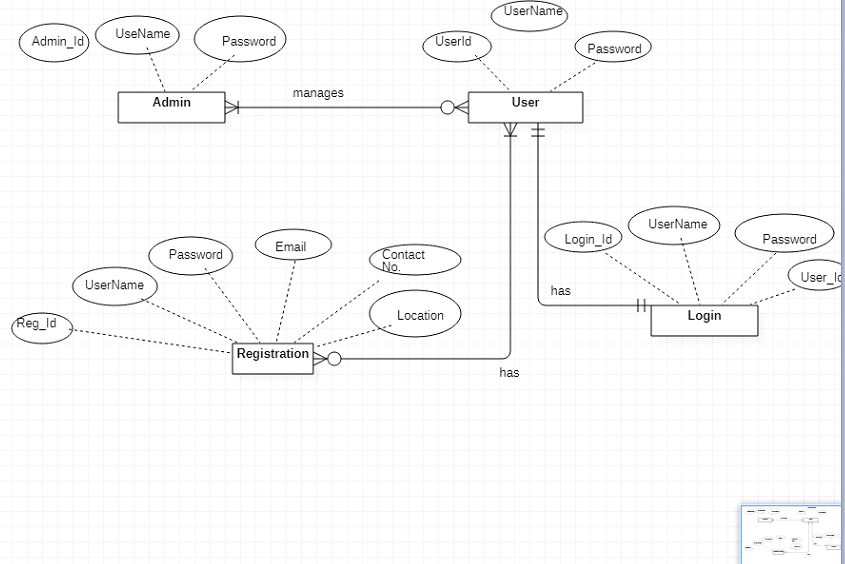 UserName
Admin_Id
UseName
Password
UserId
Password
Admin
manages
User
Login_Id
UserName
Password
User_Id
Password
Email
Contact
No.
UserName
Reg_Id
Location
has
Login
Registration
has